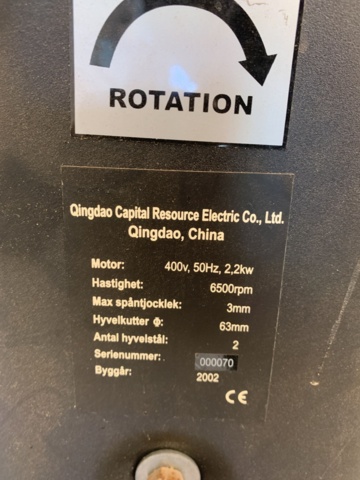 ROTATION
Qingdao Capital Resource Electric Co., Ltd.
Qingdao, China
Motor: 400v, 50Hz, 2,2kw
Hastighet: 6500rpm
Max spåntjocklek: 3mm
Hyvelkutter Φ: 63mm
Antal hyvelstål: 2
Serienummer: 000070
Byggår: 2002
CE